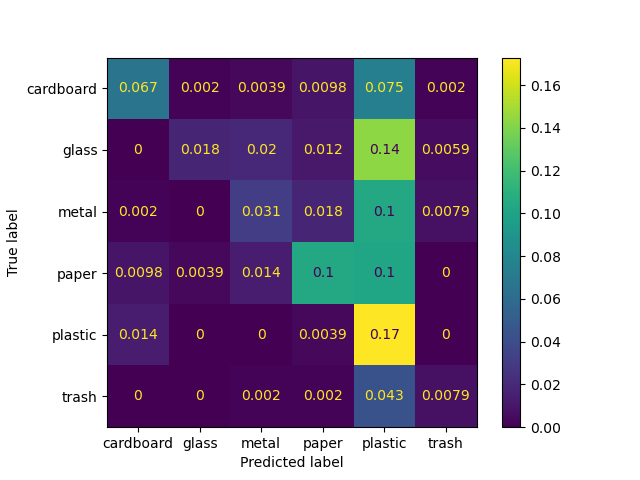 cardboard 0.067 0.002 0.0039 0.0098 0.075 0.002
glass 0 0.018 0.02 0.012 0.14 0.0059
metal 0.002 0 0.031 0.018 0.1 0.0079
paper 0.0098 0.0039 0.014 0.1 0.1 0
plastic 0.014 0 0 0.0039 0.17 0
trash 0 0 0.002 0.002 0.043 0.0079
cardboard glass metal paper plastic trash
Predicted label
True label
0.16
0.14
0.12
0.10
0.08
0.06
0.04
0.02
0.00